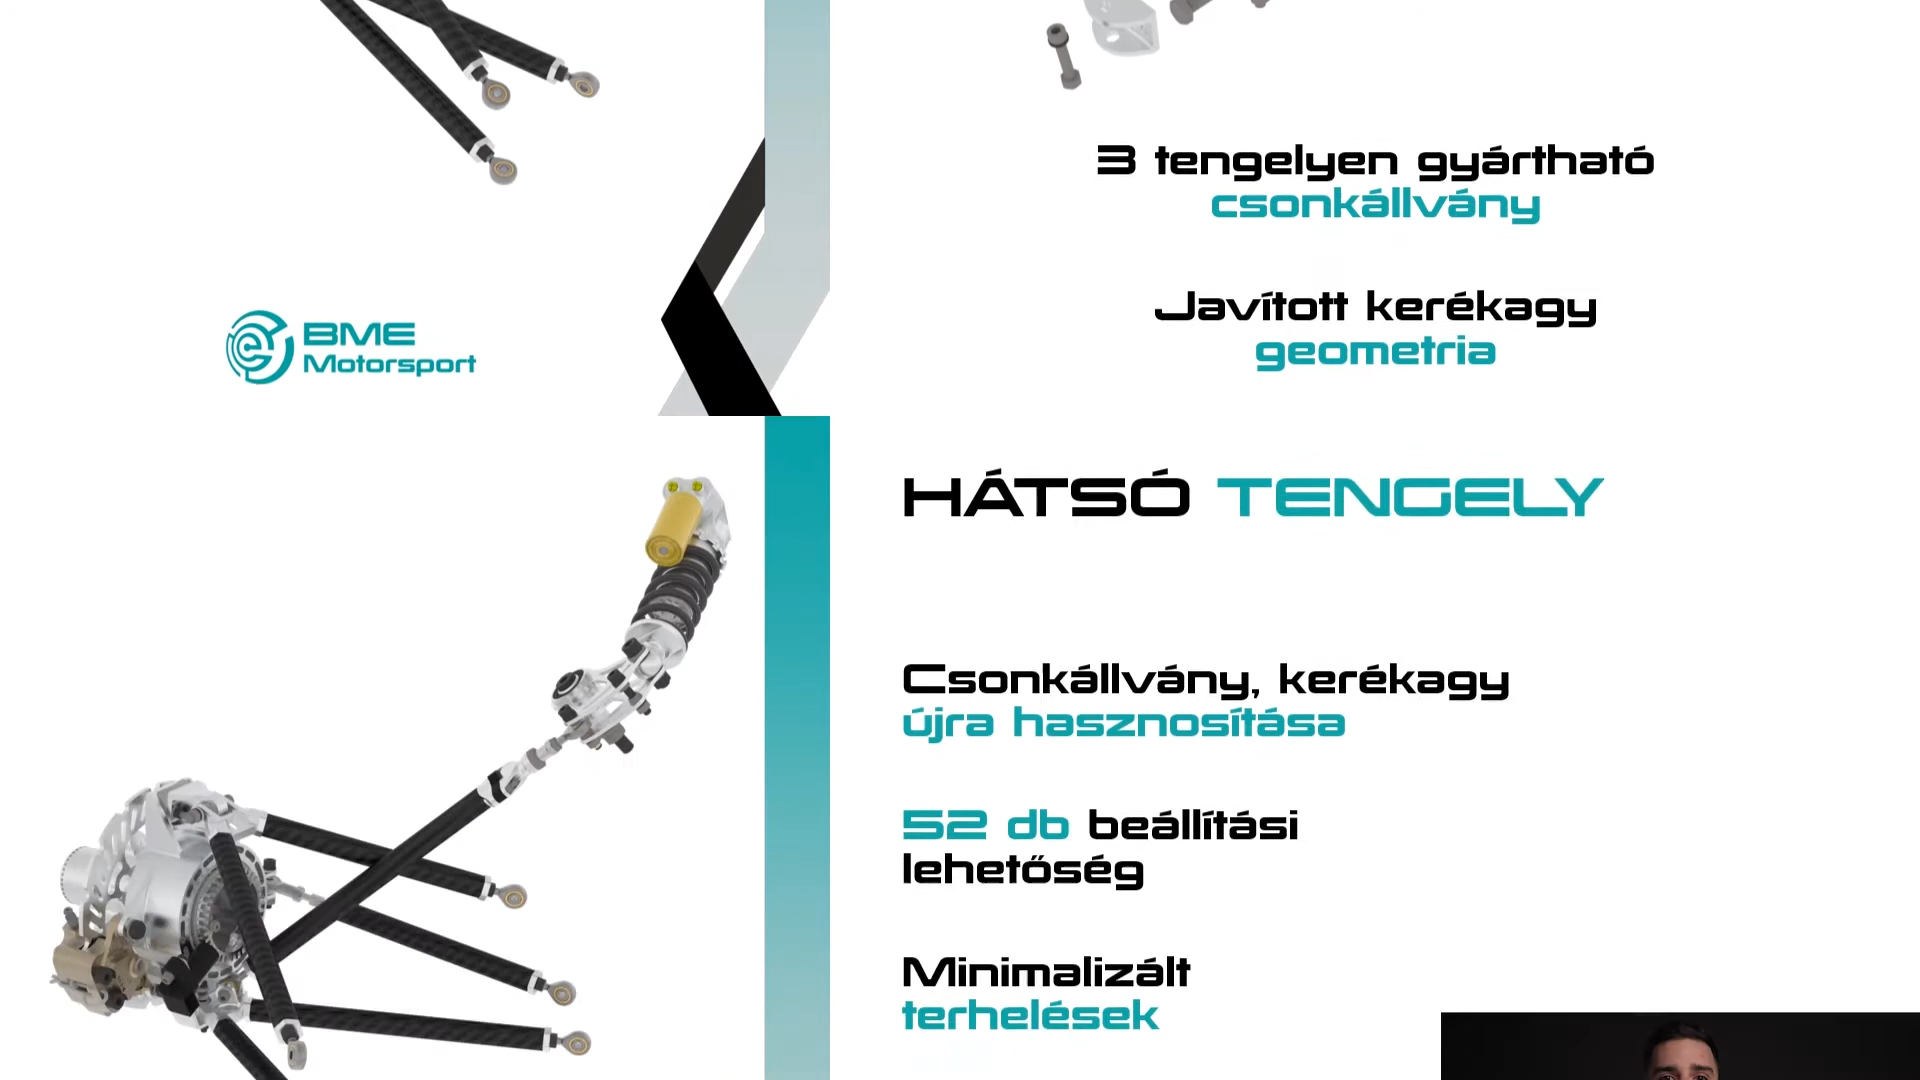 3 tengelyen gyártható
csonkállvány
Javított kerékagy
geometria
BME
Motorsport
HÁTSÓ TENGELY
Csonkállvány, kerékagy
újra hasznosítása
52 db beállítási
lehetőség
Minimalizált
terhelések